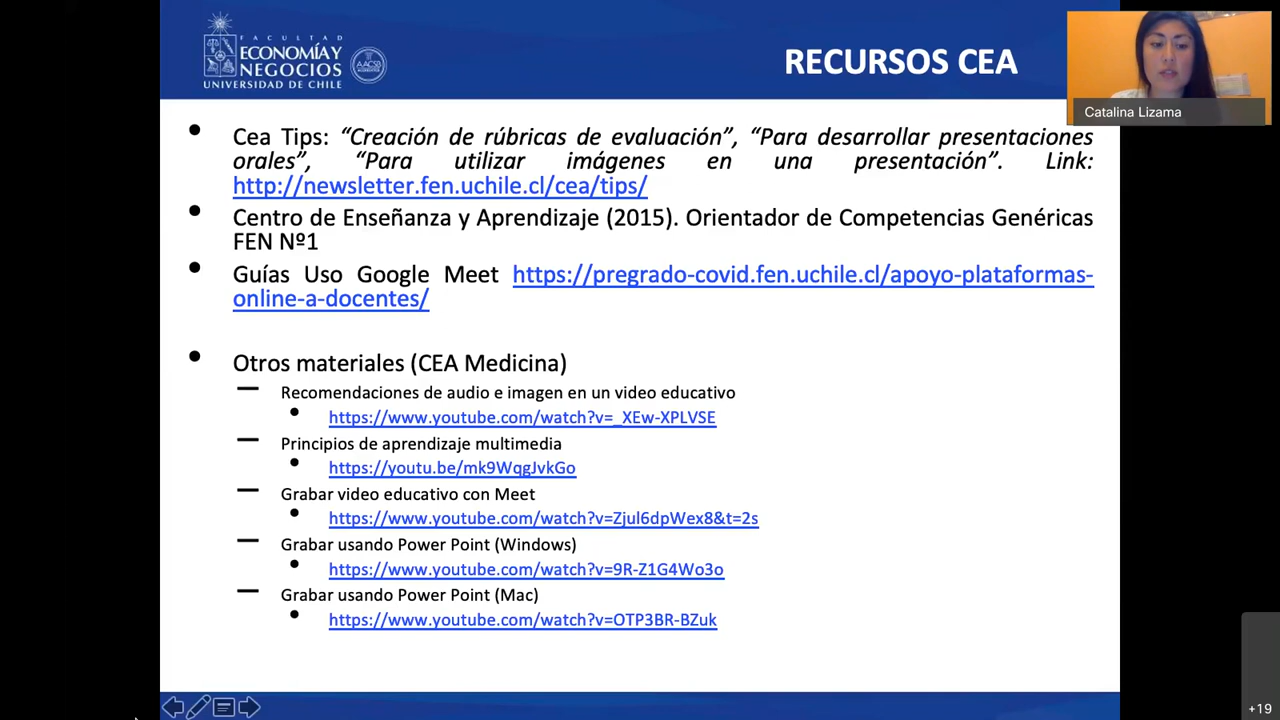 FACULTAD
ECONOMÍA Y
NEGOCIOS
UNIVERSIDAD DE CHILE
AACSB
ACCREDITED
RECURSOS CEA
Catalina Lizama
• Cea Tips: “Creación de rúbricas de evaluación”, “Para desarrollar presentaciones
orales”, “Para utilizar imágenes en una presentación”. Link:
http://newsletter.fen.uchile.cl/cea/tips/
• Centro de Enseñanza y Aprendizaje (2015). Orientador de Competencias Genéricas
FEN Nº1
• Guías Uso Google Meet https://pregrado-covid.fen.uchile.cl/apoyo-plataformas-
online-a-docentes/
• Otros materiales (CEA Medicina)
— Recomendaciones de audio e imagen en un video educativo
• https://www.youtube.com/watch?v=_XEw-XPLVSE
— Principios de aprendizaje multimedia
• https://youtu.be/mk9WqgJvkGo
— Grabar video educativo con Meet
• https://www.youtube.com/watch?v=Zjul6dpWex8&t=2s
— Grabar usando Power Point (Windows)
• https://www.youtube.com/watch?v=9R-Z1G4Wo3o
— Grabar usando Power Point (Mac)
• https://www.youtube.com/watch?v=OTP3BR-BZuk
+19